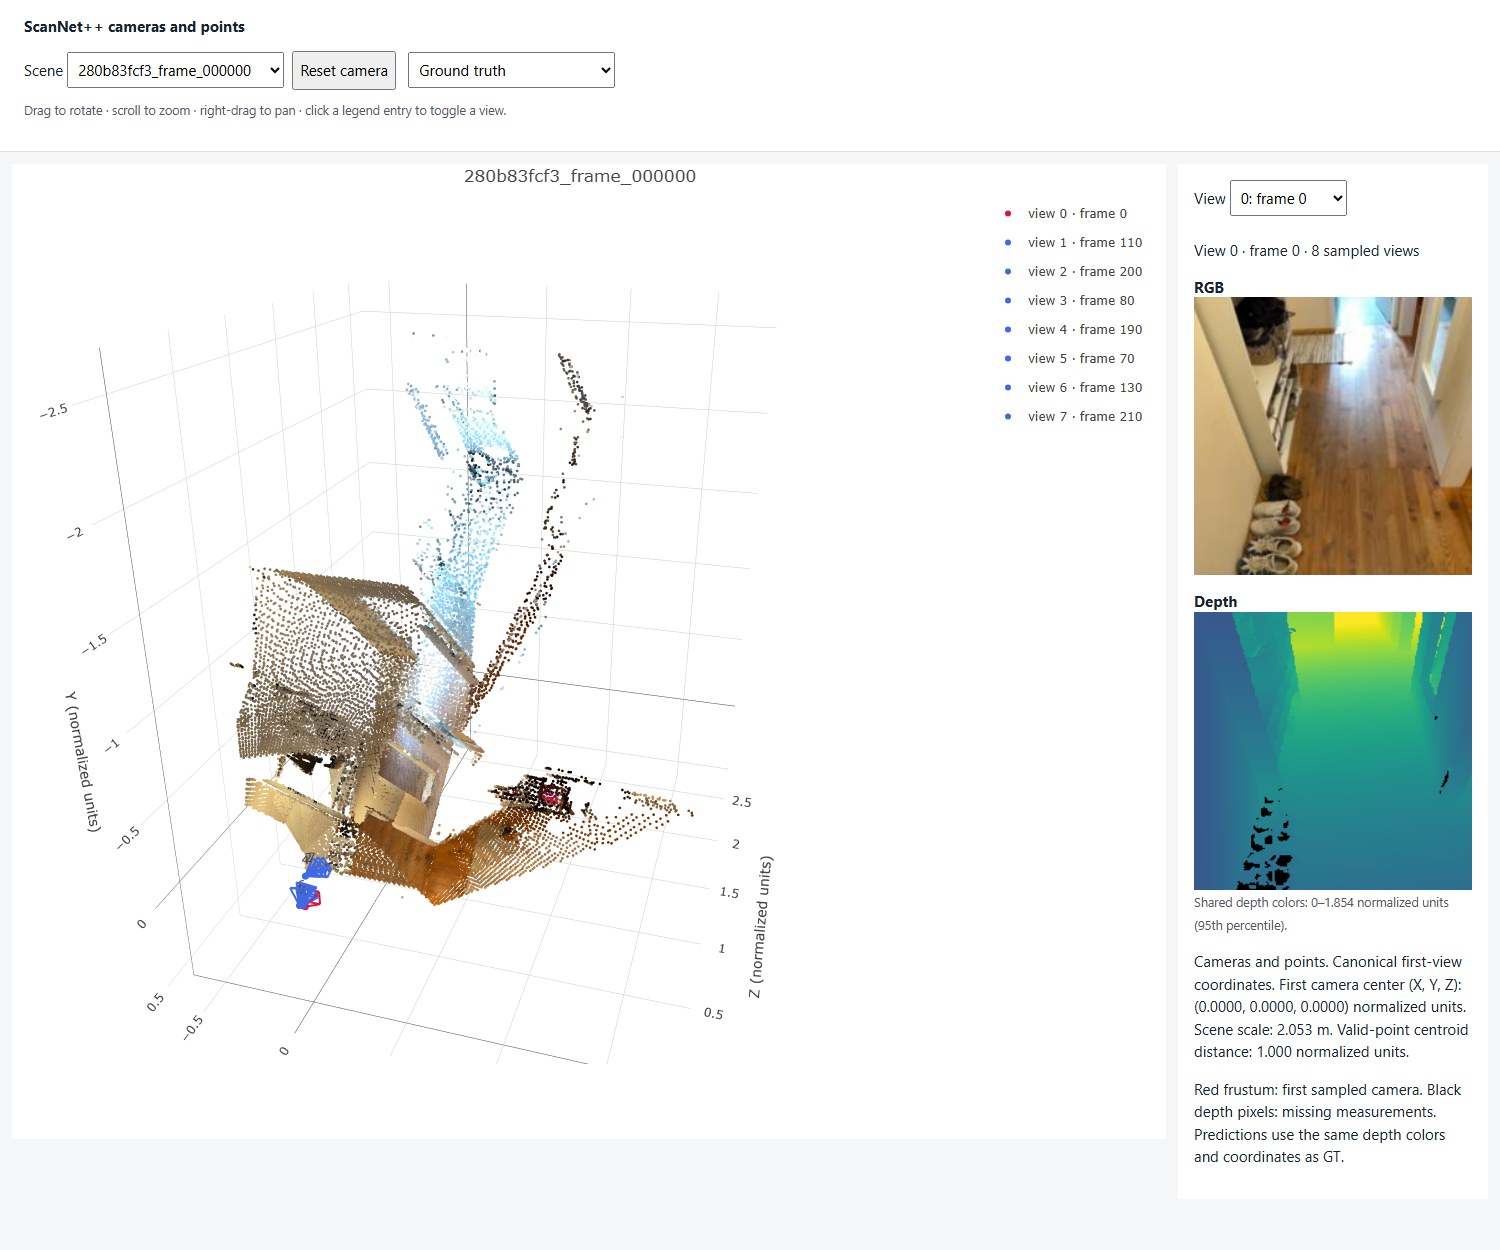 ScanNet++ cameras and points
Scene 280b83fcf3_frame_000000 Reset camera Ground truth
Drag to rotate · scroll to zoom · right-drag to pan · click a legend entry to toggle a view.
280b83fcf3_frame_000000
view 0 · frame 0
view 1 · frame 110
view 2 · frame 200
view 3 · frame 80
view 4 · frame 190
view 5 · frame 70
view 6 · frame 130
view 7 · frame 210
−2.5
−2
−1.5
−1
−0.5
0
0.5
Y (normalized units)
−0.5
0
2.5
2
1.5
1
0.5
Z (normalized units)
View 0: frame 0
View 0 · frame 0 · 8 sampled views
RGB
Depth
Shared depth colors: 0–1.854 normalized units
(95th percentile).
Cameras and points. Canonical first-view
coordinates. First camera center (X, Y, Z):
(0.0000, 0.0000, 0.0000) normalized units.
Scene scale: 2.053 m. Valid-point centroid
distance: 1.000 normalized units.
Red frustum: first sampled camera. Black
depth pixels: missing measurements.
Predictions use the same depth colors
and coordinates as GT.